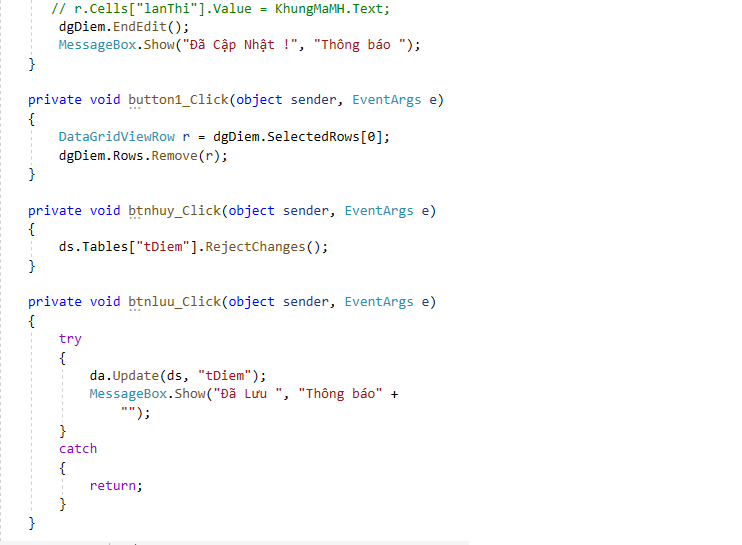 // r.Cells["lanThi"].Value = KhungMaMH.Text;
dgDiem.EndEdit();
MessageBox.Show("Đã Cập Nhật !", "Thông báo ");
}
private void button1_Click(object sender, EventArgs e)
{
DataGridViewRow r = dgDiem.SelectedRows[0];
dgDiem.Rows.Remove(r);
}
private void btnhuy_Click(object sender, EventArgs e)
{
ds.Tables["tDiem"].RejectChanges();
}
private void btnluu_Click(object sender, EventArgs e)
{
try
{
da.Update(ds, "tDiem");
MessageBox.Show("Đã Lưu ", "Thông báo" +
"");
}
catch
{
return;
}
}